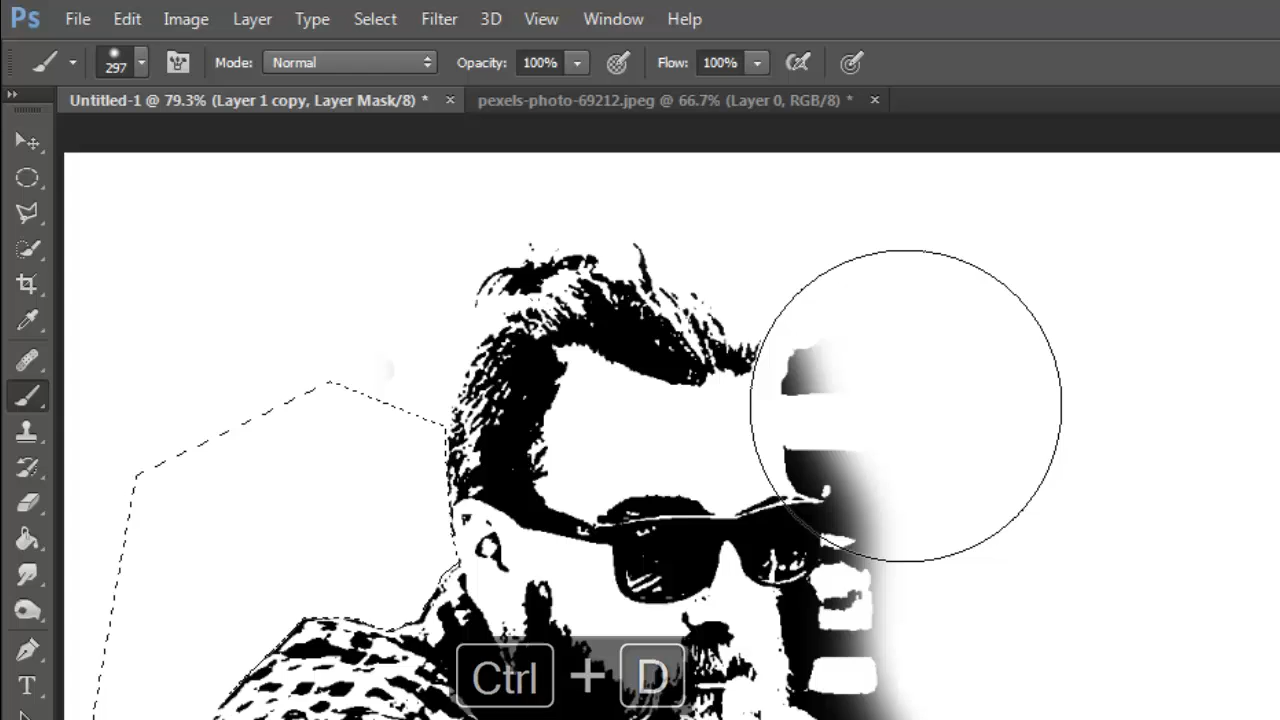 Ps File Edit Image Layer Type Select Filter 3D View Window Help
297 Mode: Normal Opacity: 100% Flow: 100%
Untitled-1 @ 79.3% (Layer 1 copy, Layer Mask/8) * × pexels-photo-69212.jpeg @ 66.7% (Layer 0, RGB/8) * ×
T
Ctrl + D